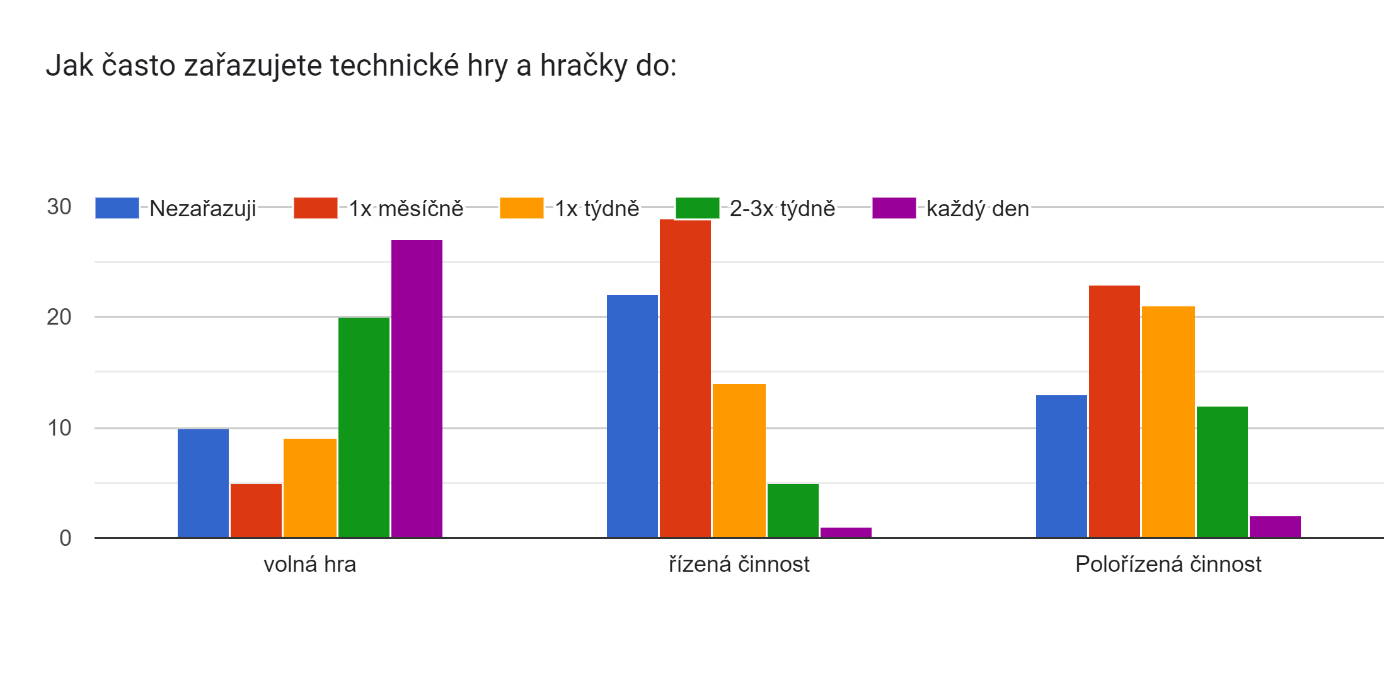 Jak často zařazujete technické hry a hračky do:
30 Nezařazuji 1x měsíčně 1x týdně 2-3x týdně každý den
20
10
0
volná hra řízená činnost Polořízená činnost